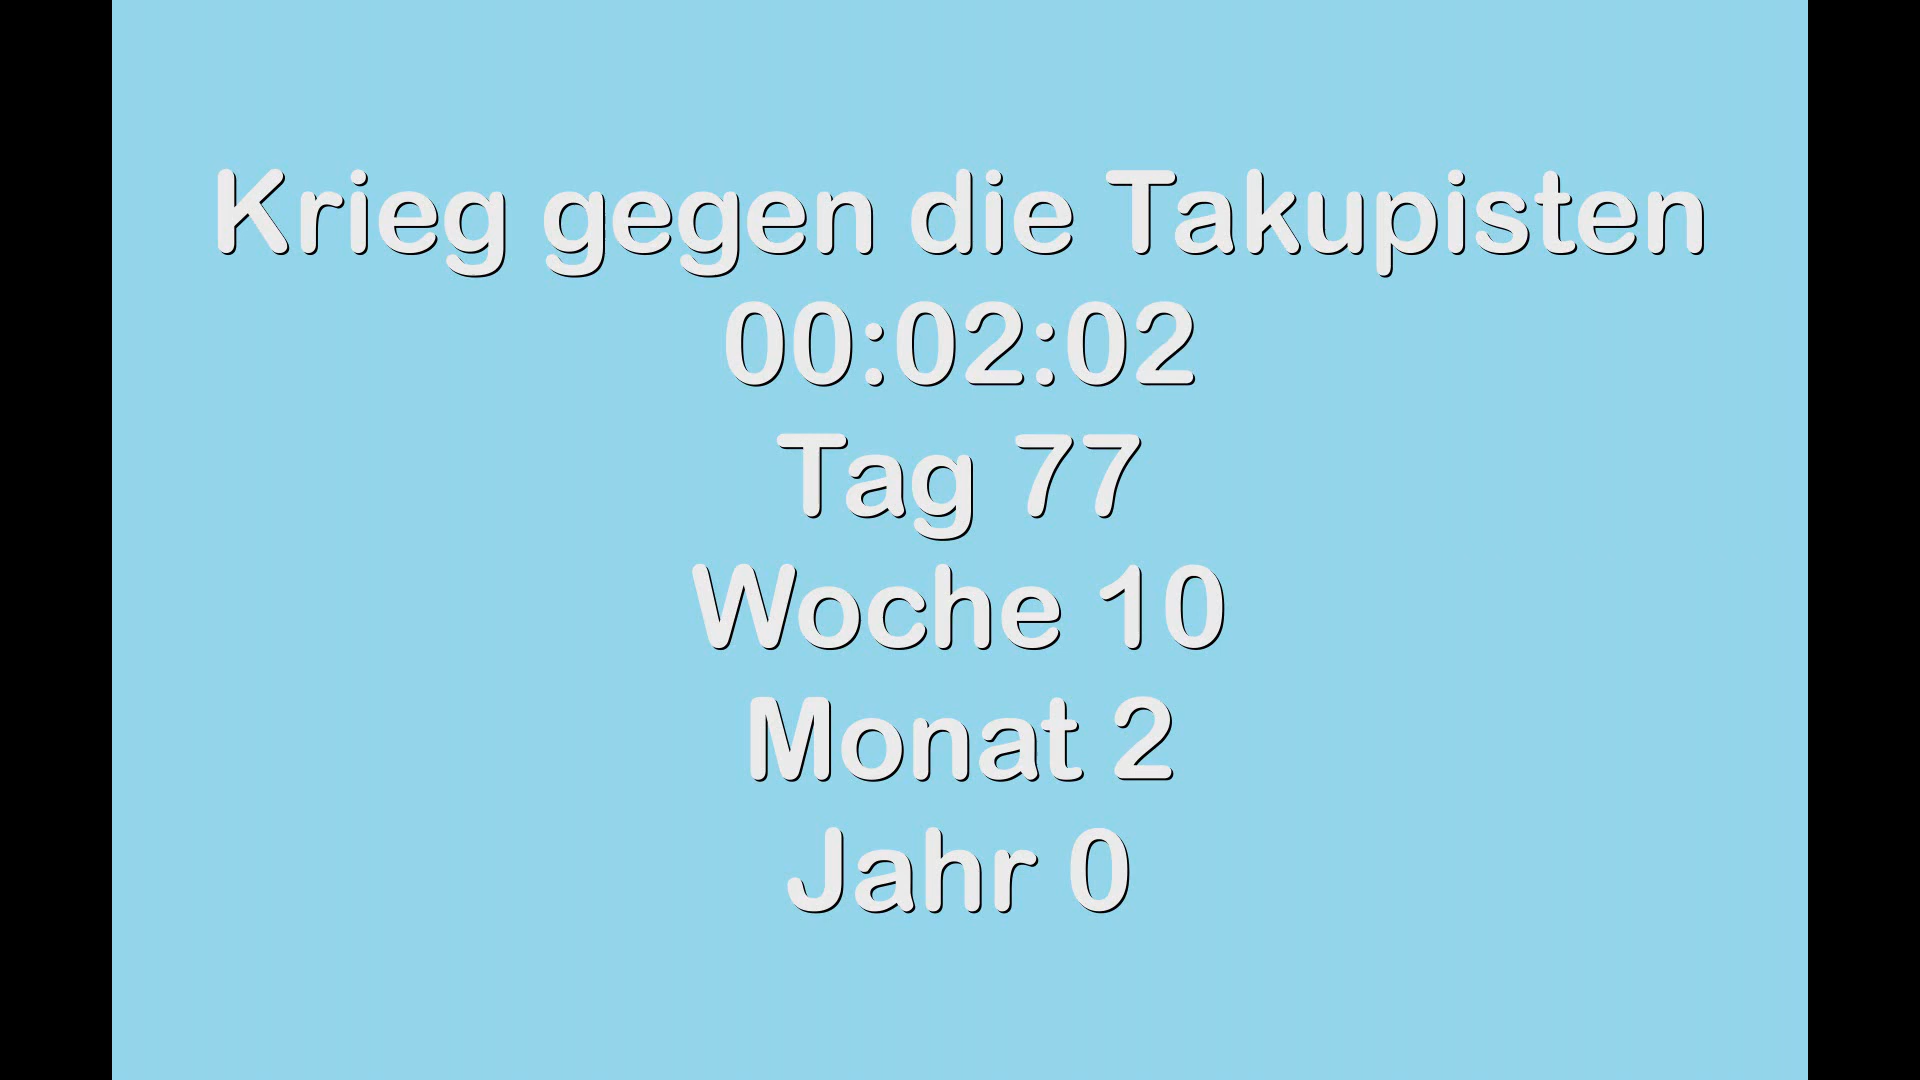 Krieg gegen die Takupisten
00:02:02
Tag 77
Woche 10
Monat 2
Jahr 0